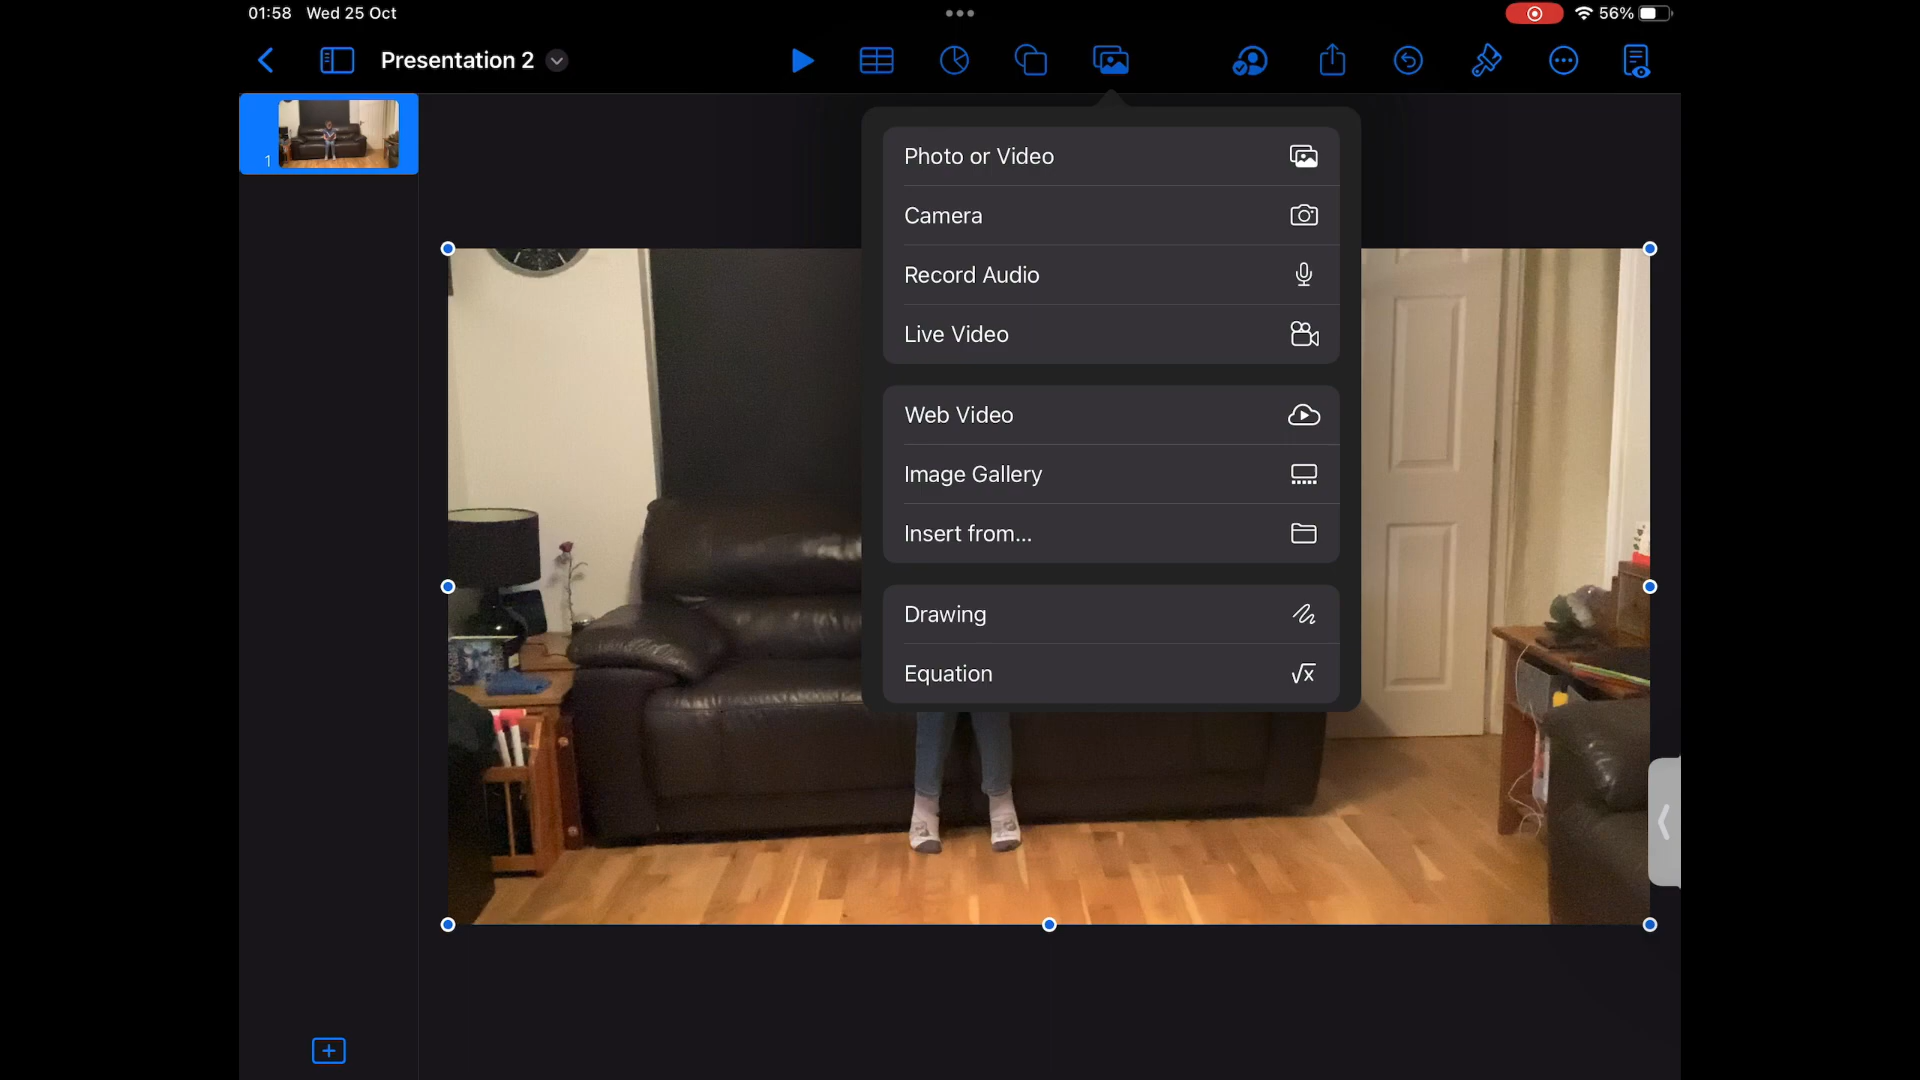 01:58 Wed 25 Oct
56%
Presentation 2
1
Photo or Video
Camera
Record Audio
Live Video
Web Video
Image Gallery
Insert from...
Drawing
Equation
√x